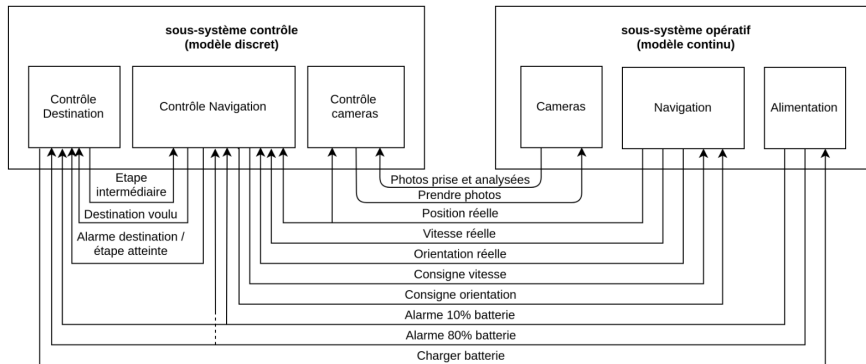 sous-système contrôle
(modèle discret)
sous-système opératif
(modèle continu)
Contrôle
Destination
Contrôle Navigation
Contrôle
cameras
Cameras
Navigation
Alimentation
Etape
intermédiaire
Photos prise et analysées
Prendre photos
Destination voulu
Position réelle
Alarme destination /
étape atteinte
Vitesse réelle
Orientation réelle
Consigne vitesse
Consigne orientation
Alarme 10% batterie
Alarme 80% batterie
Charger batterie